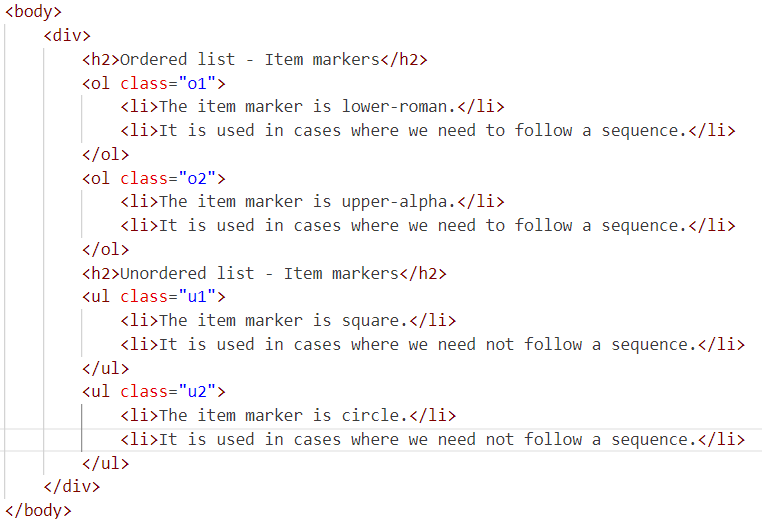 <body>
<div>
<h2>Ordered list - Item markers</h2>
<ol class="o1">
<li>The item marker is lower-roman.</li>
<li>It is used in cases where we need to follow a sequence.</li>
</ol>
<ol class="o2">
<li>The item marker is upper-alpha.</li>
<li>It is used in cases where we need to follow a sequence.</li>
</ol>
<h2>Unordered list - Item markers</h2>
<ul class="u1">
<li>The item marker is square.</li>
<li>It is used in cases where we need not follow a sequence.</li>
</ul>
<ul class="u2">
<li>The item marker is circle.</li>
<li>It is used in cases where we need not follow a sequence.</li>
</ul>
</div>
</body>